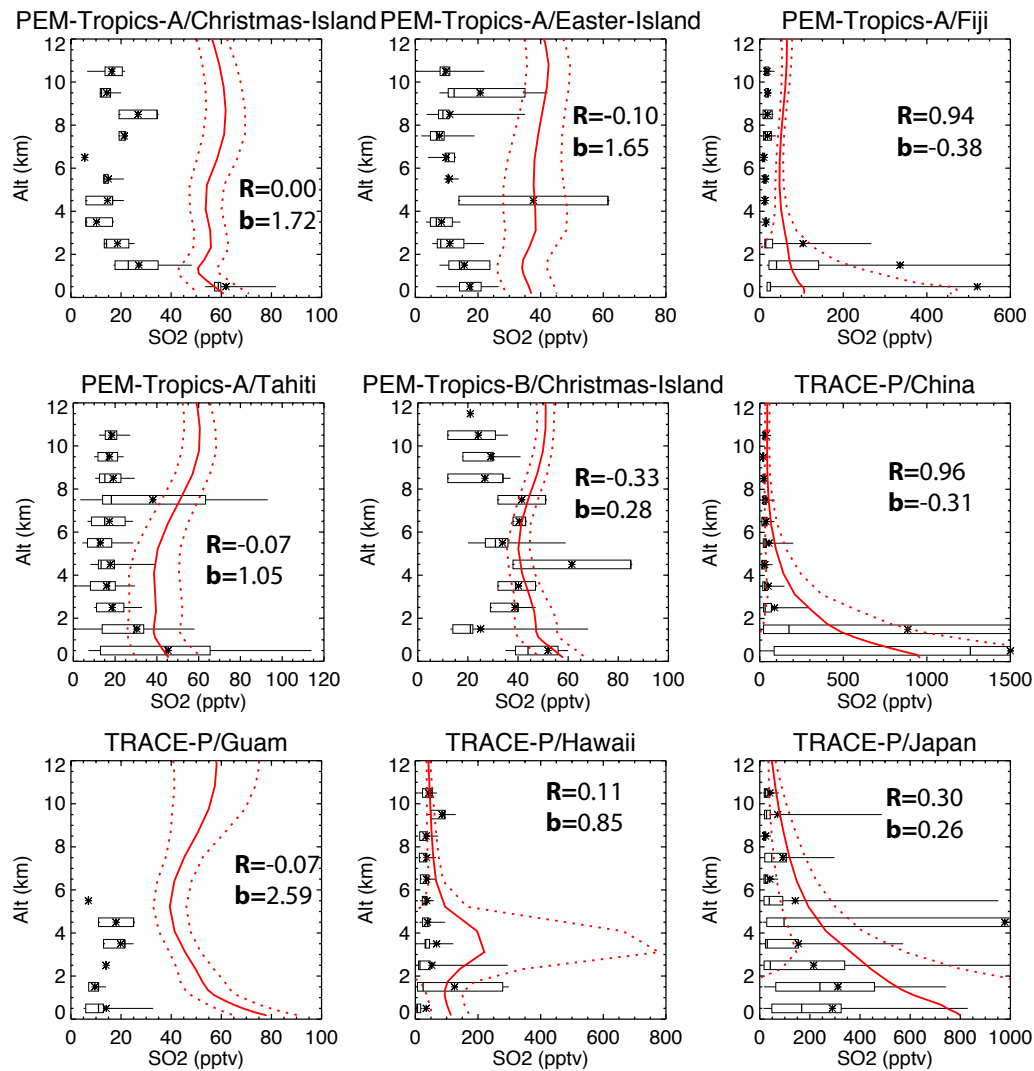 PEM-Tropics-A/Christmas-Island
12
10
8
6
4
2
0
Alt (km)
R=0.00
b=1.72
0 20 40 60 80 100
SO2 (pptv)
PEM-Tropics-A/Easter-Island
12
10
8
6
4
2
0
Alt (km)
R=-0.10
b=1.65
0 20 40 60 80
SO2 (pptv)
PEM-Tropics-A/Fiji
12
10
8
6
4
2
0
Alt (km)
R=0.94
b=-0.38
0 200 400 600
SO2 (pptv)
PEM-Tropics-A/Tahiti
12
10
8
6
4
2
0
Alt (km)
R=-0.07
b=1.05
0 20 40 60 80 100 120
SO2 (pptv)
PEM-Tropics-B/Christmas-Island
12
10
8
6
4
2
0
Alt (km)
R=-0.33
b=0.28
0 20 40 60 80 100
SO2 (pptv)
TRACE-P/China
12
10
8
6
4
2
0
Alt (km)
R=0.96
b=-0.31
0 500 1000 1500
SO2 (pptv)
TRACE-P/Guam
12
10
8
6
4
2
0
Alt (km)
R=-0.07
b=2.59
0 20 40 60 80 100
SO2 (pptv)
TRACE-P/Hawaii
12
10
8
6
4
2
0
Alt (km)
R=0.11
b=0.85
0 200 400 600 800
SO2 (pptv)
TRACE-P/Japan
12
10
8
6
4
2
0
Alt (km)
R=0.30
b=0.26
0 200 400 600 800 1000
SO2 (pptv)